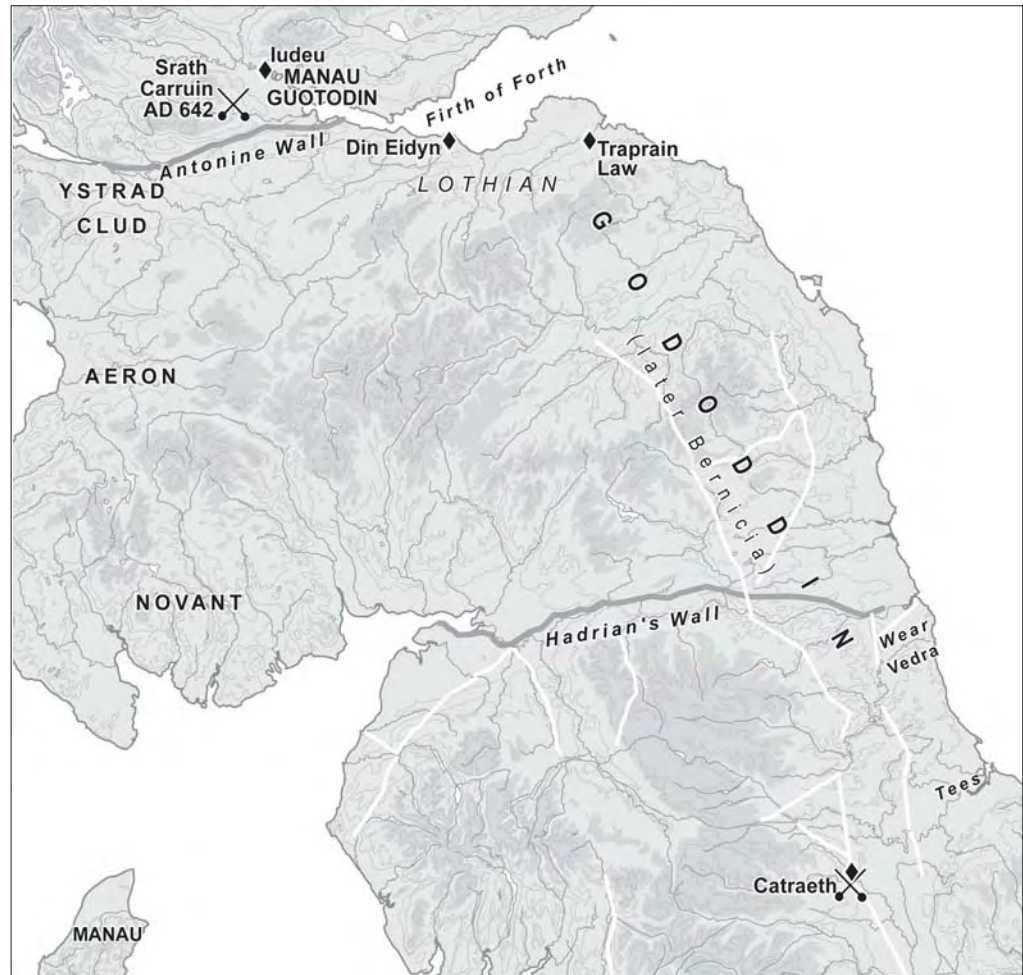 Iudeu
MANAU
GUOTODIN
Srath
Carruin
AD 642
Firth of Forth
Antonine Wall
Din Eidyn
Traprain
Law
LOTHIAN
YSTRAD
CLUD
GODODDIN
(later Bernicia)
AERON
NOVANT
Hadrian's Wall
Wear
Vedra
Tees
Catraeth
MANAU